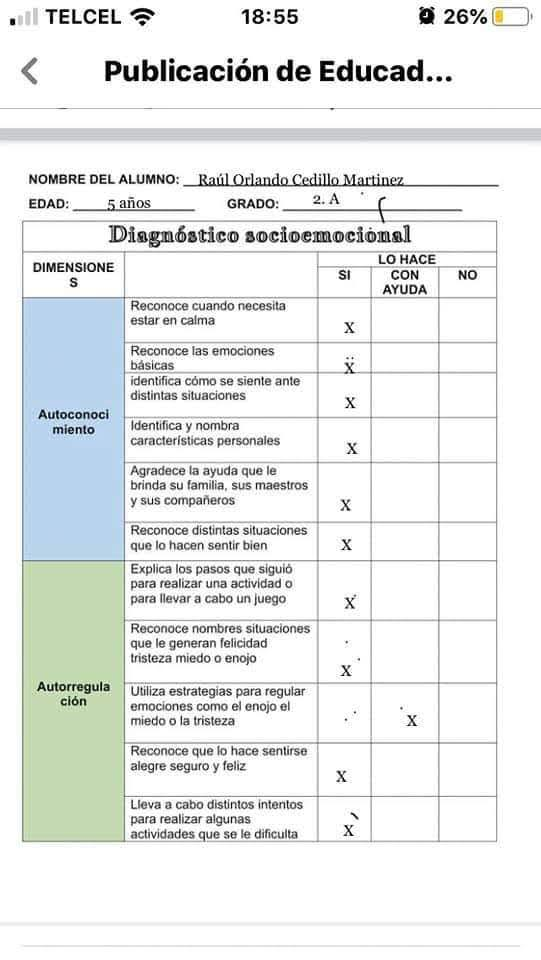 TELCEL 18:55 26%
Publicación de Educad...
NOMBRE DEL ALUMNO: Raúl Orlando Cedillo Martinez
EDAD: 5 años GRADO: 2. A
Diagnóstico socioemocional
DIMENSIONE
S
LO HACE
SI CON
AYUDA NO
Autoconoci
miento
Reconoce cuando necesita
estar en calma X
Reconoce las emociones
básicas X
identifica cómo se siente ante
distintas situaciones X
Identifica y nombra
características personales X
Agradece la ayuda que le
brinda su familia, sus maestros
y sus compañeros X
Reconoce distintas situaciones
que lo hacen sentir bien X
Autorregula
ción
Explica los pasos que siguió
para realizar una actividad o
para llevar a cabo un juego X
Reconoce nombres situaciones
que le generan felicidad
tristeza miedo o enojo X
Utiliza estrategias para regular
emociones como el enojo el
miedo o la tristeza X
Reconoce que lo hace sentirse
alegre seguro y feliz X
Lleva a cabo distintos intentos
para realizar algunas
actividades que se le dificulta X